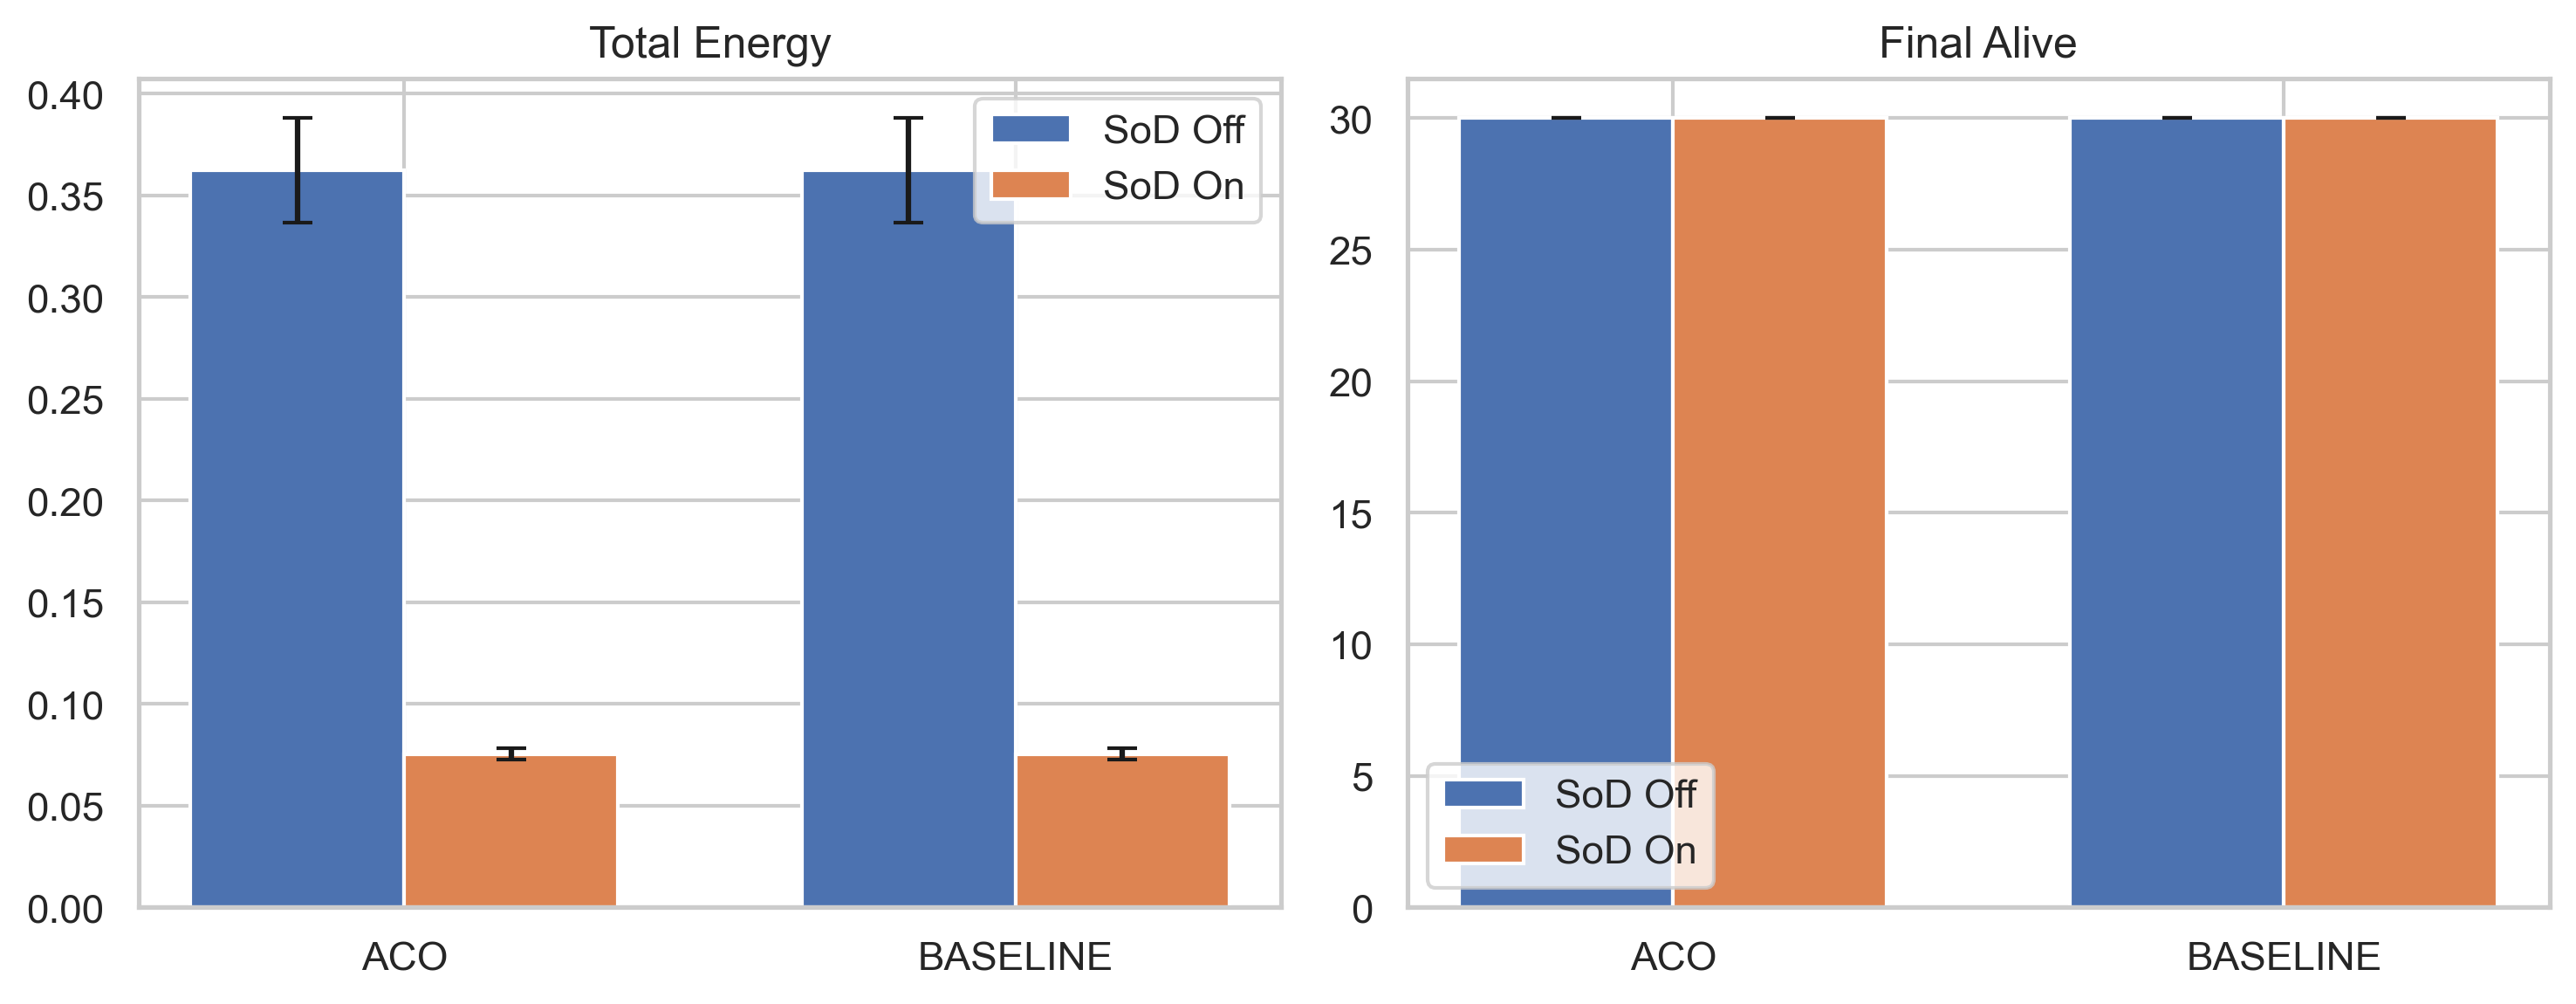 Total Energy
0.40
0.35
0.30
0.25
0.20
0.15
0.10
0.05
0.00
SoD Off
SoD On
ACO
BASELINE
Final Alive
30
25
20
15
10
5
0
SoD Off
SoD On
ACO
BASELINE